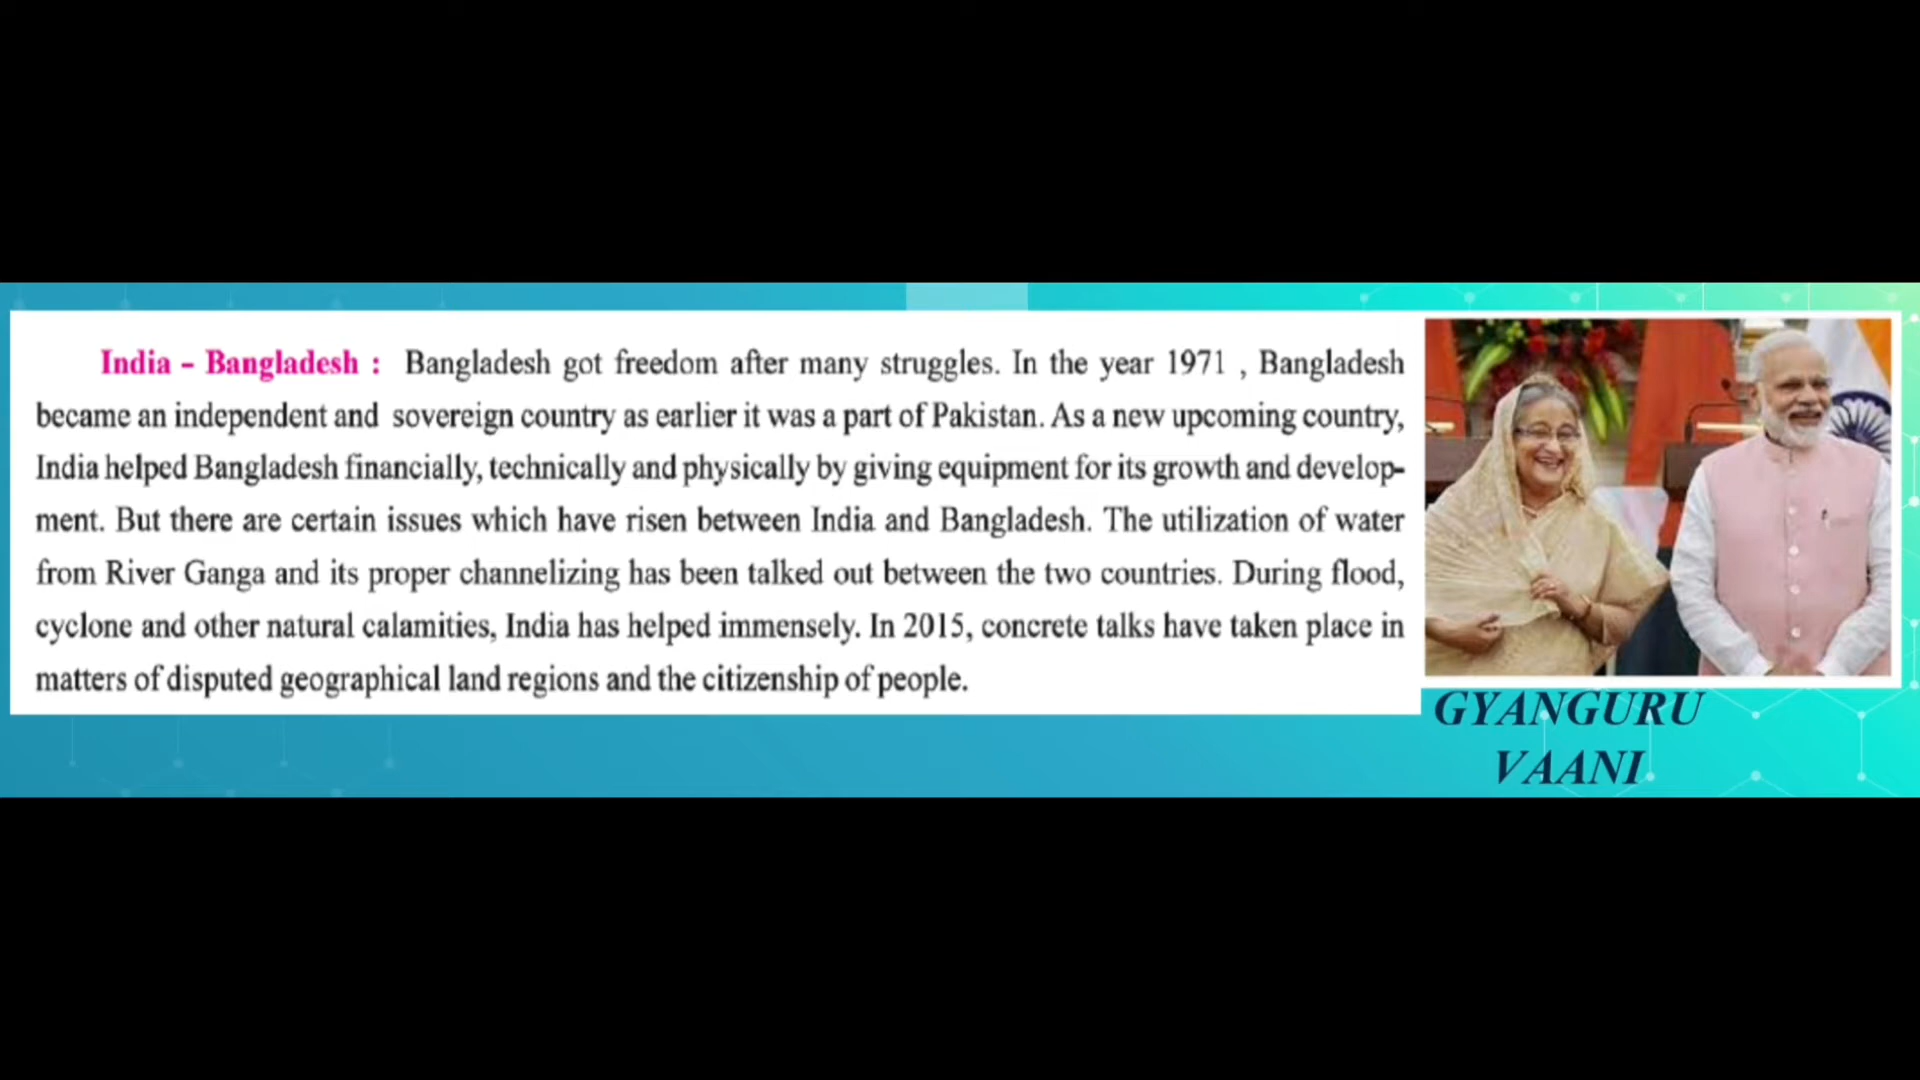 India - Bangladesh : Bangladesh got freedom after many struggles. In the year 1971 , Bangladesh
became an independent and sovereign country as earlier it was a part of Pakistan. As a new upcoming country,
India helped Bangladesh financially, technically and physically by giving equipment for its growth and develop-
ment. But there are certain issues which have risen between India and Bangladesh. The utilization of water
from River Ganga and its proper channelizing has been talked out between the two countries. During flood,
cyclone and other natural calamities, India has helped immensely. In 2015, concrete talks have taken place in
matters of disputed geographical land regions and the citizenship of people.
GYANGURU
VAANI